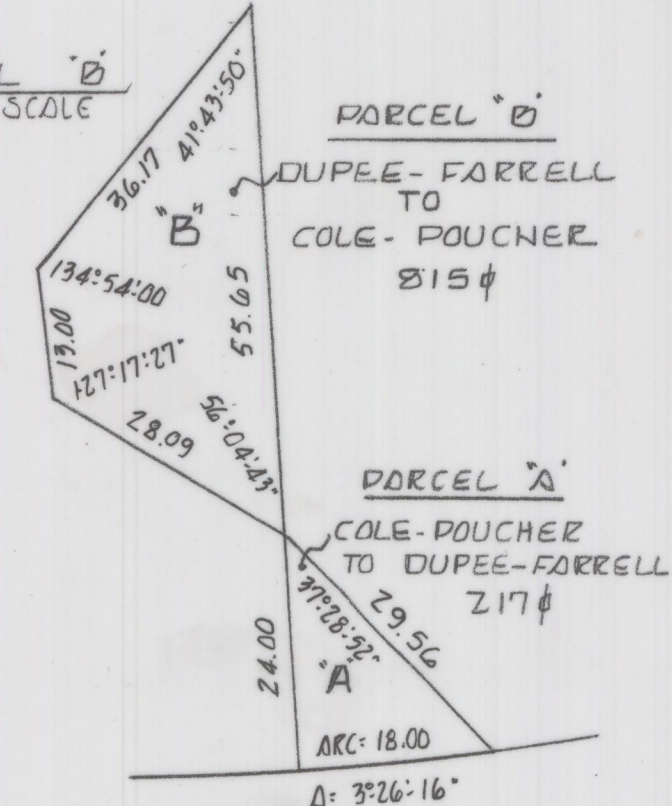 L "B"
SCALE
PARCEL "B"
DUPEE-FARRELL
TO
COLE-POUCHER
815 ¢
36.17
41°43'50"
"B"
134°54'00
13.00
127°17'27"
28.09
56°04'43"
55.65
PARCEL "A"
COLE-POUCHER
TO DUPEE-FARRELL
217 ¢
24.00
37°28'52"
29.56
"A"
ARC= 18.00
Δ= 3°26'16"